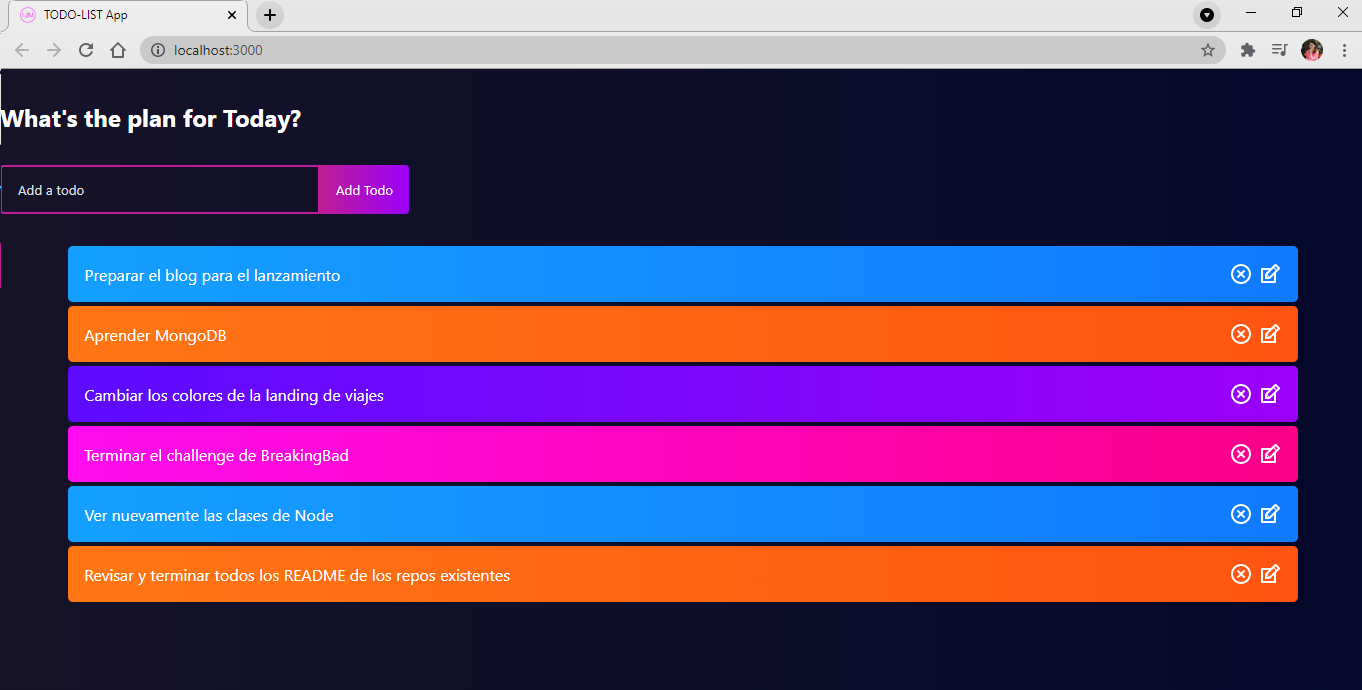 TODO-LIST App
localhost:3000
What's the plan for Today?
Add a todo
Add Todo
Preparar el blog para el lanzamiento
Aprender MongoDB
Cambiar los colores de la landing de viajes
Terminar el challenge de BreakingBad
Ver nuevamente las clases de Node
Revisar y terminar todos los README de los repos existentes